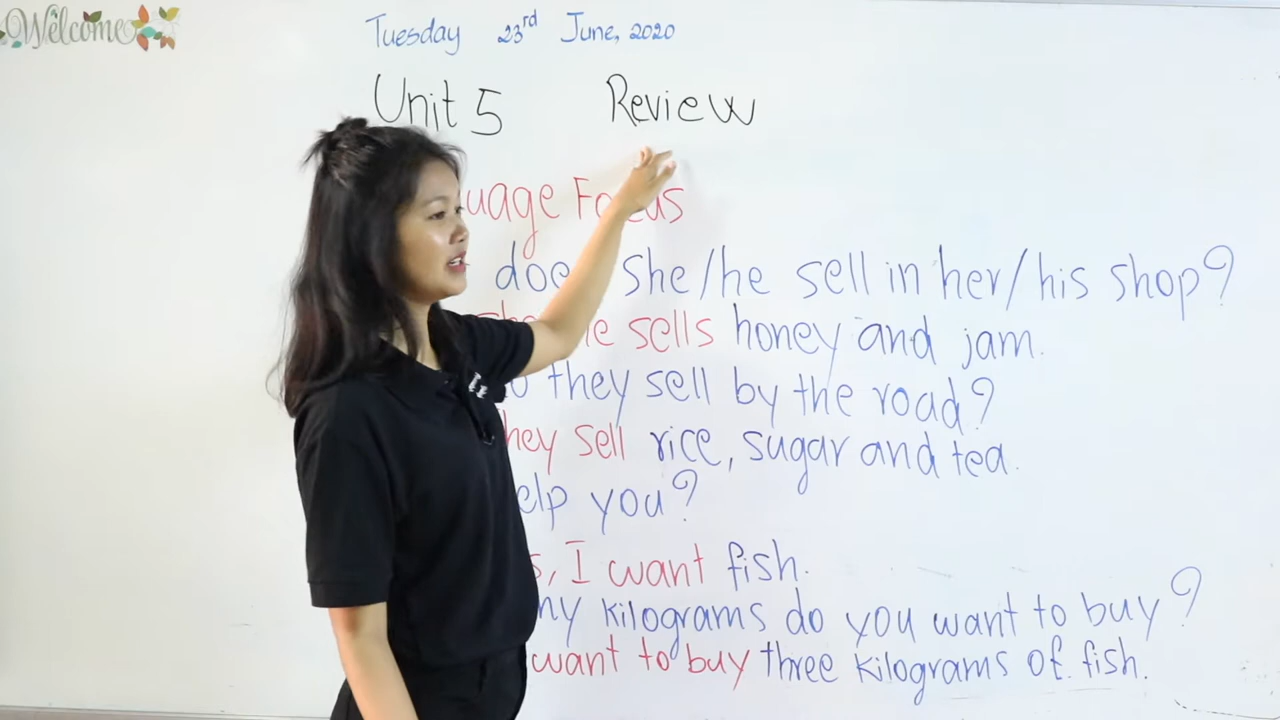 Welcome
Tuesday 23rd June, 2020
Unit 5 Review
uage Focus
doe she/he sell in her/his shop?
he sells honey and jam.
o they sell by the road?
hey sell rice, sugar and tea.
elp you?
s, I want fish.
ny kilograms do you want to buy?
want to buy three kilograms of fish.